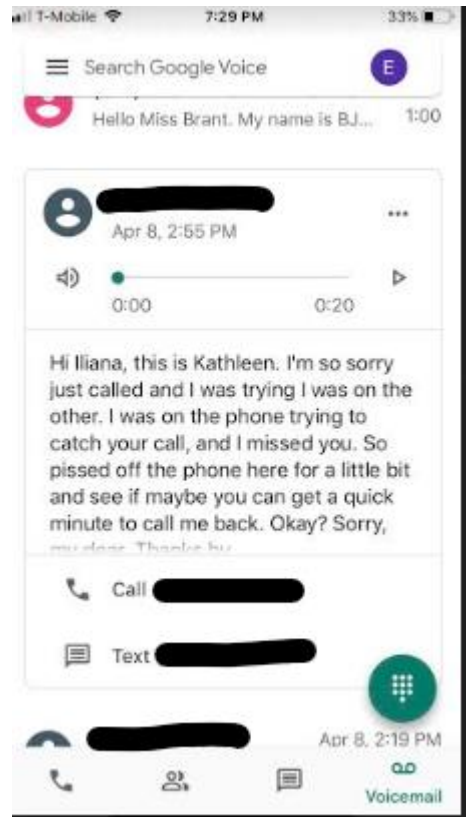 T-Mobile 7:29 PM 33%
Search Google Voice
E
Hello Miss Brant. My name is BJ... 1:00
Apr 8, 2:55 PM
0:00 0:20
Hi Iliana, this is Kathleen. I'm so sorry
just called and I was trying I was on the
other. I was on the phone trying to
catch your call, and I missed you. So
pissed off the phone here for a little bit
and see if maybe you can get a quick
minute to call me back. Okay? Sorry,
my dear. Thanks by
Call
Text
Apr 8, 2:19 PM
Voicemail